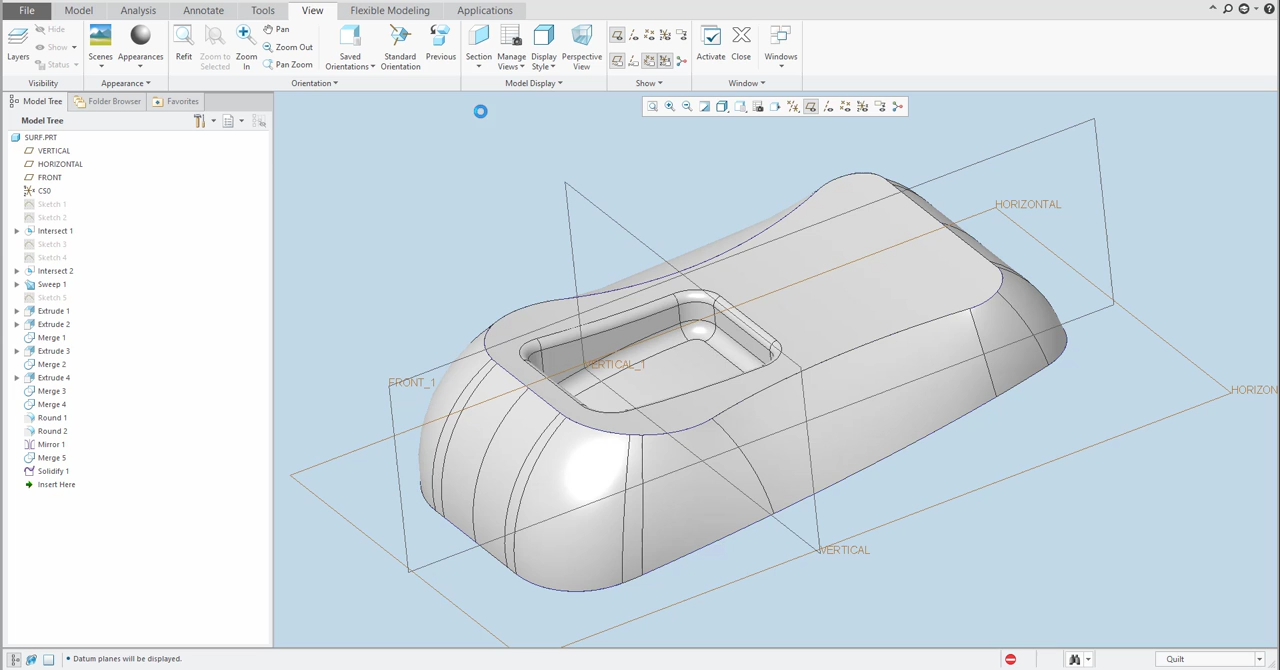 File Model Analysis Annotate Tools View Flexible Modeling Applications
Layers Hide Show Status Scenes Appearances Refit Zoom to Selected Zoom In Pan Zoom Out Pan Zoom Saved Orientations Standard Orientation Previous Section Manage Views Display Style Perspective View Activate Close Windows
Visibility Appearance Orientation Model Display Show Window
Model Tree Folder Browser Favorites
Model Tree
SURF.PRT
VERTICAL
HORIZONTAL
FRONT
CS0
Sketch 1
Sketch 2
Intersect 1
Sketch 3
Sketch 4
Intersect 2
Sweep 1
Sketch 5
Extrude 1
Extrude 2
Merge 1
Extrude 3
Merge 2
Extrude 4
Merge 3
Merge 4
Round 1
Round 2
Mirror 1
Merge 5
Solidify 1
Insert Here
HORIZONTAL
VERTICAL_1
FRONT_1
HORIZON
VERTICAL
Datum planes will be displayed.
Quilt